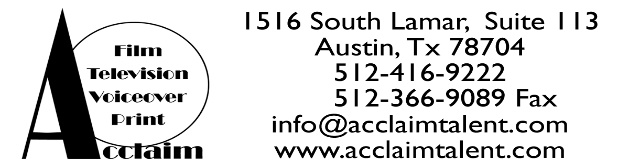 Film
Television
Voiceover
Print
Acclaim
1516 South Lamar, Suite 113
Austin, Tx 78704
512-416-9222
512-366-9089 Fax
info@acclaimtalent.com
www.acclaimtalent.com